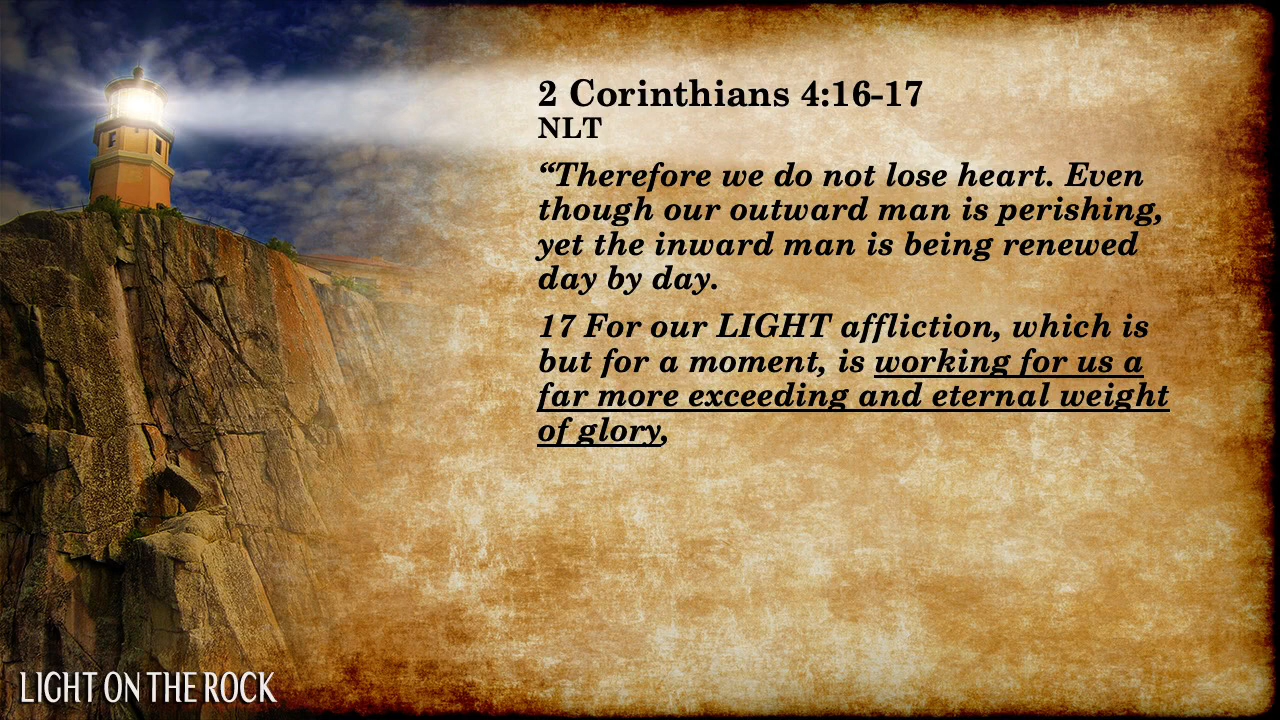 2 Corinthians 4:16-17
NLT
“Therefore we do not lose heart. Even
though our outward man is perishing,
yet the inward man is being renewed
day by day.
17 For our LIGHT affliction, which is
but for a moment, is working for us a
far more exceeding and eternal weight
of glory,
LIGHT ON THE ROCK